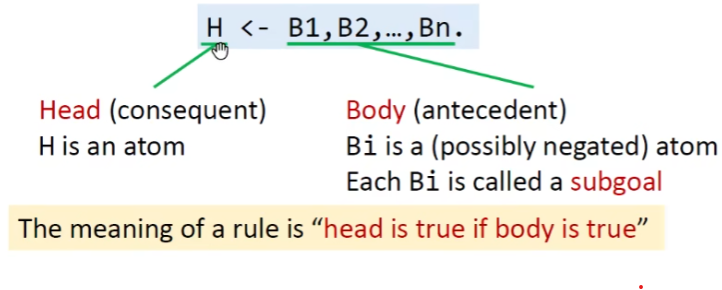 H <- B1,B2,…,Bn.
Head (consequent)
H is an atom
Body (antecedent)
Bi is a (possibly negated) atom
Each Bi is called a subgoal
The meaning of a rule is “head is true if body is true”